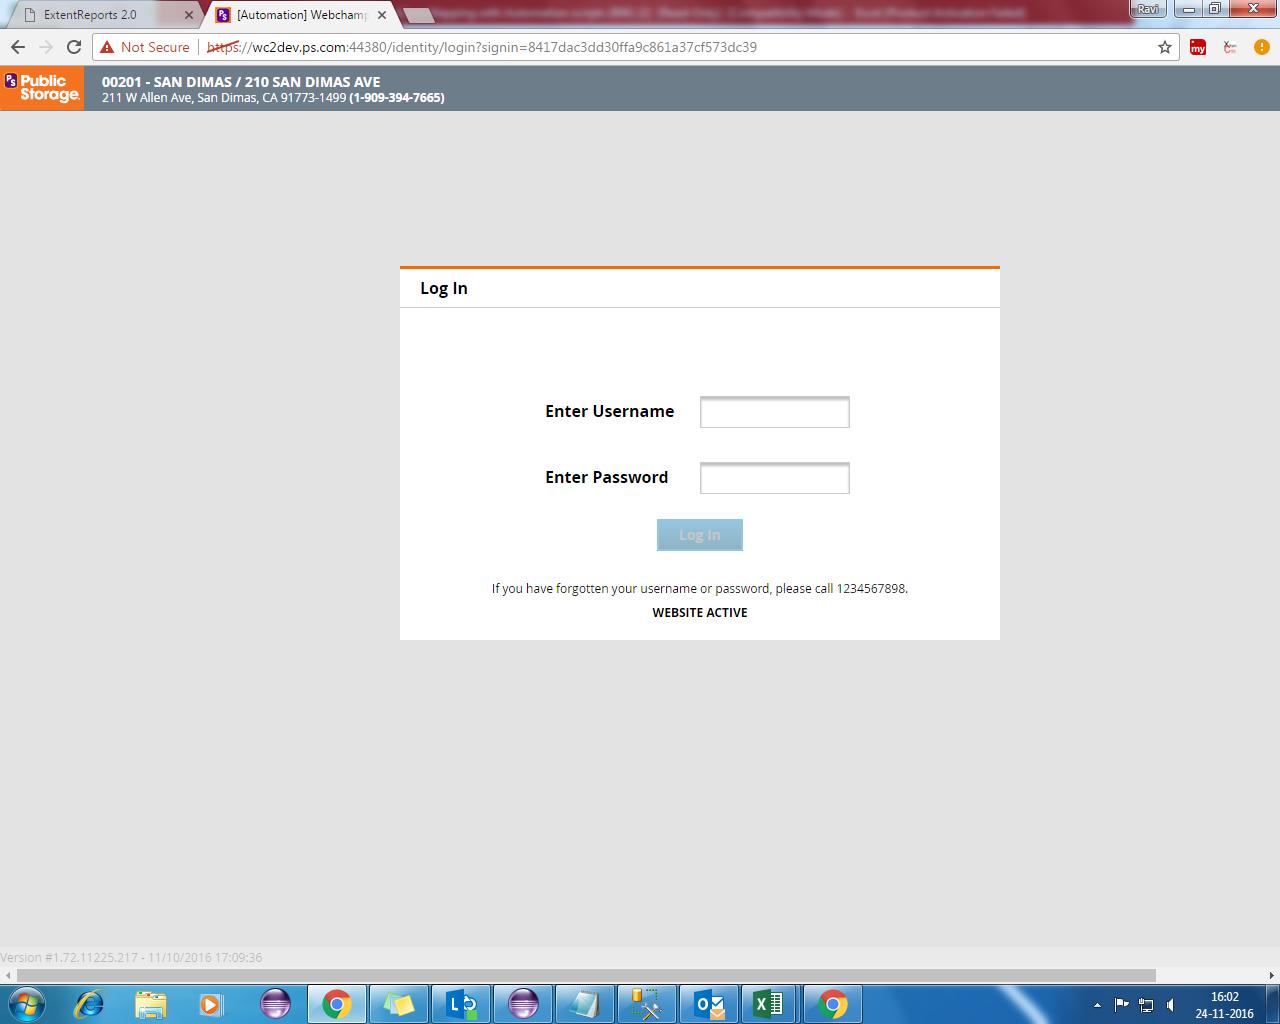 ExtentReports 2.0
[Automation] Webchamp
Ravi
Not Secure
https://wc2dev.ps.com:44380/identity/login?signin=8417dac3dd30ffa9c861a37cf573dc39
my
PS Public
Storage.
00201 - SAN DIMAS / 210 SAN DIMAS AVE
211 W Allen Ave, San Dimas, CA 91773-1499 (1-909-394-7665)
Log In
Enter Username
Enter Password
Log In
If you have forgotten your username or password, please call 1234567898.
WEBSITE ACTIVE
Version #1.72.11225.217 - 11/10/2016 17:09:36
16:02
24-11-2016